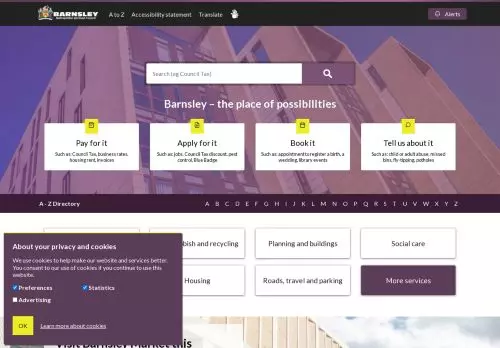 BARNSLEY
Metropolitan Borough Council
A to Z
Accessibility statement
Translate
Alerts
Search (eg Council Tax)
Barnsley – the place of possibilities
Pay for it
Such as: Council Tax, business rates, housing rent, invoices
Apply for it
Such as: jobs, Council Tax discount, pest control, Blue Badge
Book it
Such as: appointment to register a birth, a wedding, library events
Tell us about it
Such as: child or adult abuse, missed bins, fly-tipping, potholes
A - Z Directory
A B C D E F G H I J K L M N O P Q R S T U V W X Y Z
bish and recycling
Planning and buildings
Social care
Housing
Roads, travel and parking
More services
About your privacy and cookies
We use cookies to help make our website and services better.
You consent to our use of cookies if you continue to use this
website.
Preferences
Statistics
Advertising
OK
Learn more about cookies
Visit Barnsley Market this